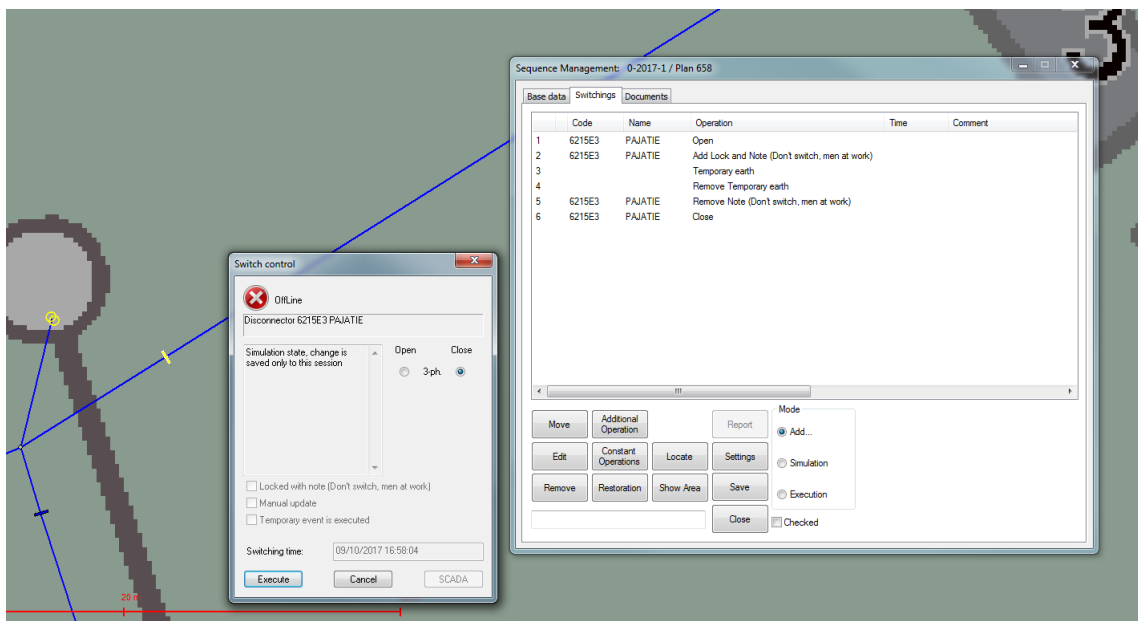 Sequence Management: 0-2017-1 / Plan 658
Base data Switchings Documents
Code Name Operation Time Comment
1 6215E3 PAJATIE Open
2 6215E3 PAJATIE Add Lock and Note (Don't switch, men at work)
3 Temporary earth
4 Remove Temporary earth
5 6215E3 PAJATIE Remove Note (Don't switch, men at work)
6 6215E3 PAJATIE Close
Move Additional Operation Report
Edit Constant Operations Locate Settings
Remove Restoration Show Area Save
Close
Mode
Add...
Simulation
Execution
Checked
Switch control
OffLine
Disconnector 6215E3 PAJATIE
Simulation state, change is
saved only to this session
Open Close
3-ph.
Locked with note (Don't switch, men at work)
Manual update
Temporary event is executed
Switching time: 09/10/2017 16:58:04
Execute Cancel SCADA